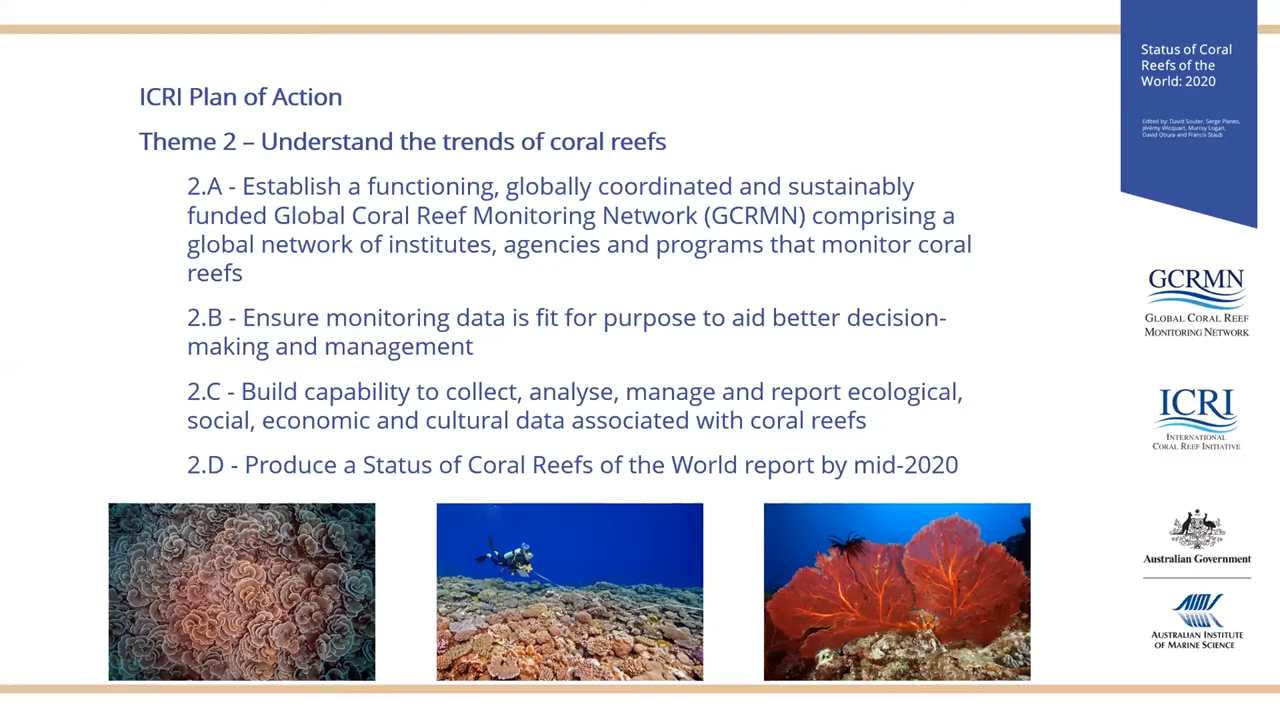 ICRI Plan of Action
Theme 2 – Understand the trends of coral reefs
2.A - Establish a functioning, globally coordinated and sustainably
funded Global Coral Reef Monitoring Network (GCRMN) comprising a
global network of institutes, agencies and programs that monitor coral
reefs
2.B - Ensure monitoring data is fit for purpose to aid better decision-
making and management
2.C - Build capability to collect, analyse, manage and report ecological,
social, economic and cultural data associated with coral reefs
2.D - Produce a Status of Coral Reefs of the World report by mid-2020
Status of Coral
Reefs of the
World: 2020
Edited by: David Souter, Serge Planes,
Jérémy Wicquart, Murray Logan,
David Obura and Francis Staub
GCRMN
GLOBAL CORAL REEF
MONITORING NETWORK
ICRI
INTERNATIONAL
CORAL REEF INITIATIVE
Australian Government
AIMS
AUSTRALIAN INSTITUTE
OF MARINE SCIENCE